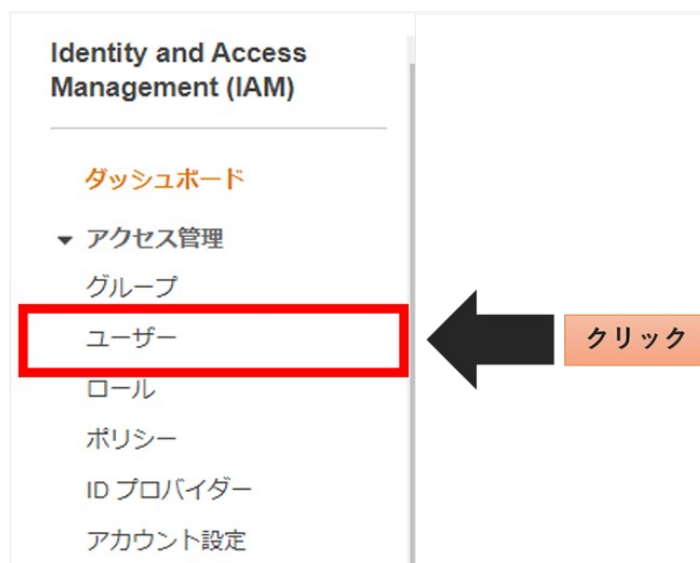 Identity and Access
Management (IAM)
ダッシュボード
アクセス管理
グループ
ユーザー
クリック
ロール
ポリシー
ID プロバイダー
アカウント設定